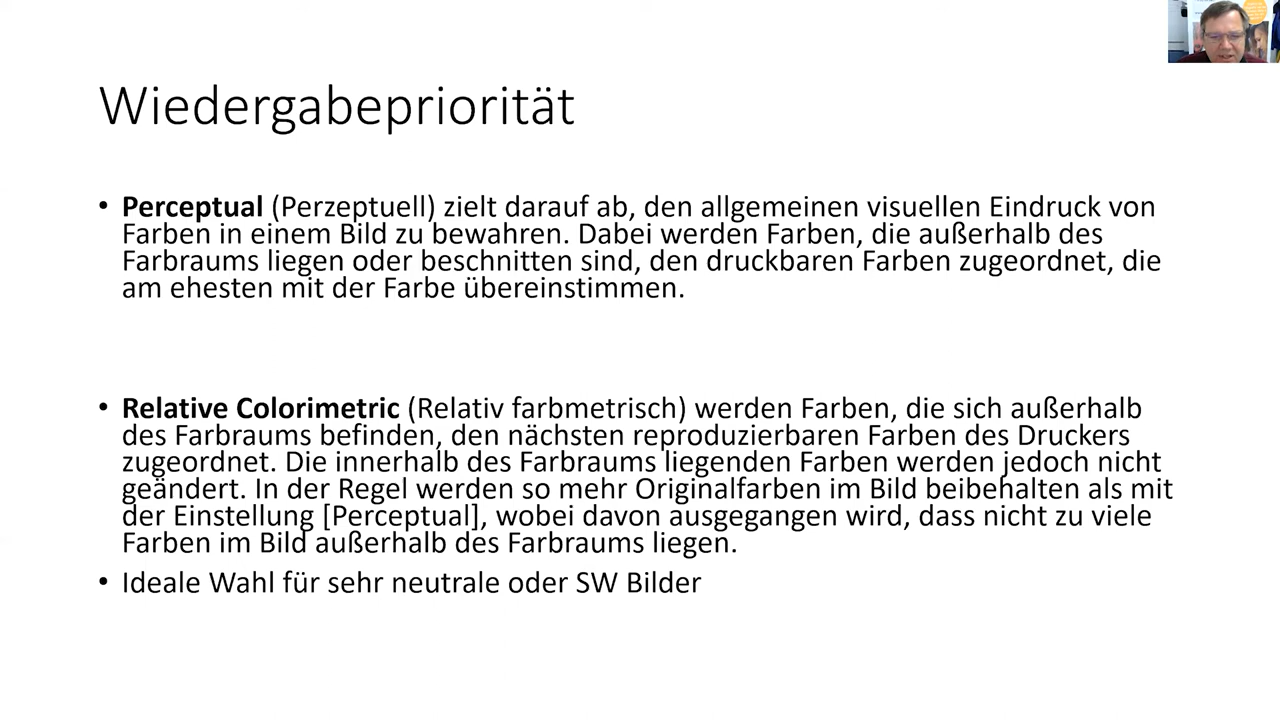 Wiedergabepriorität
• Perceptual (Perzeptuell) zielt darauf ab, den allgemeinen visuellen Eindruck von
Farben in einem Bild zu bewahren. Dabei werden Farben, die außerhalb des
Farbraums liegen oder beschnitten sind, den druckbaren Farben zugeordnet, die
am ehesten mit der Farbe übereinstimmen.
• Relative Colorimetric (Relativ farbmetrisch) werden Farben, die sich außerhalb
des Farbraums befinden, den nächsten reproduzierbaren Farben des Druckers
zugeordnet. Die innerhalb des Farbraums liegenden Farben werden jedoch nicht
geändert. In der Regel werden so mehr Originalfarben im Bild beibehalten als mit
der Einstellung [Perceptual], wobei davon ausgegangen wird, dass nicht zu viele
Farben im Bild außerhalb des Farbraums liegen.
• Ideale Wahl für sehr neutrale oder SW Bilder